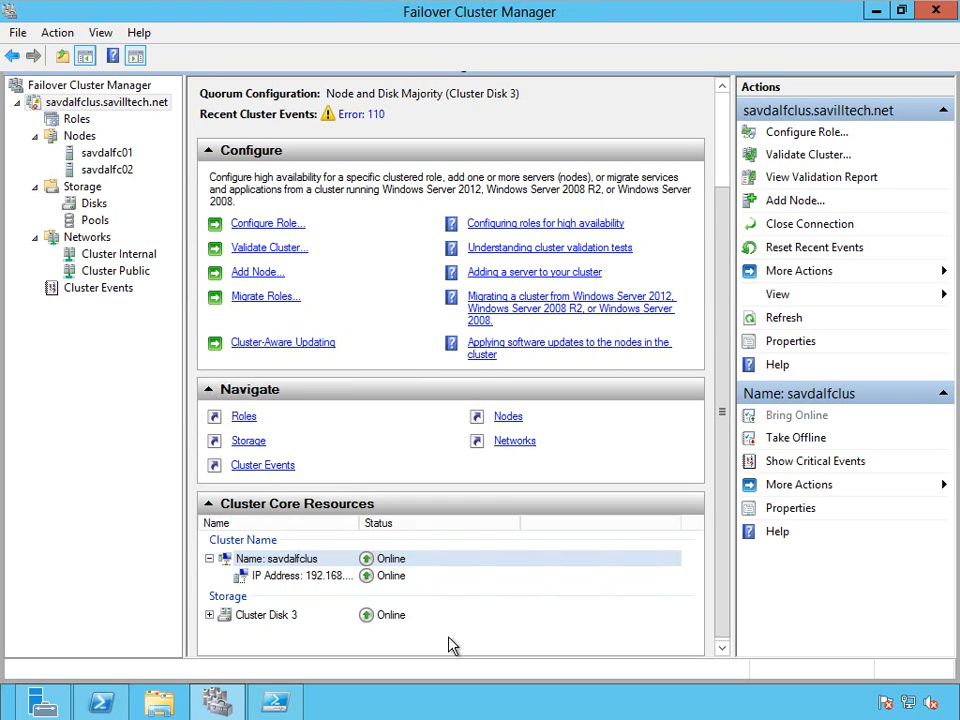 Failover Cluster Manager
File Action View Help
Failover Cluster Manager
savdalfclus.savilltech.net
Roles
Nodes
savdalfc01
savdalfc02
Storage
Disks
Pools
Networks
Cluster Internal
Cluster Public
Cluster Events
Quorum Configuration: Node and Disk Majority (Cluster Disk 3)
Recent Cluster Events: Error: 110
Configure
Configure high availability for a specific clustered role, add one or more servers (nodes), or migrate services
and applications from a cluster running Windows Server 2012, Windows Server 2008 R2, or Windows Server
2008.
Configure Role...
Configuring roles for high availability
Validate Cluster...
Understanding cluster validation tests
Add Node...
Adding a server to your cluster
Migrate Roles...
Migrating a cluster from Windows Server 2012,
Windows Server 2008 R2, or Windows Server
2008.
Cluster-Aware Updating
Applying software updates to the nodes in the
cluster
Navigate
Roles
Nodes
Storage
Networks
Cluster Events
Cluster Core Resources
Name Status
Cluster Name
Name: savdalfclus Online
IP Address: 192.168.... Online
Storage
Cluster Disk 3 Online
Actions
savdalfclus.savilltech.net
Configure Role...
Validate Cluster...
View Validation Report
Add Node...
Close Connection
Reset Recent Events
More Actions
View
Refresh
Properties
Help
Name: savdalfclus
Bring Online
Take Offline
Show Critical Events
More Actions
Properties
Help